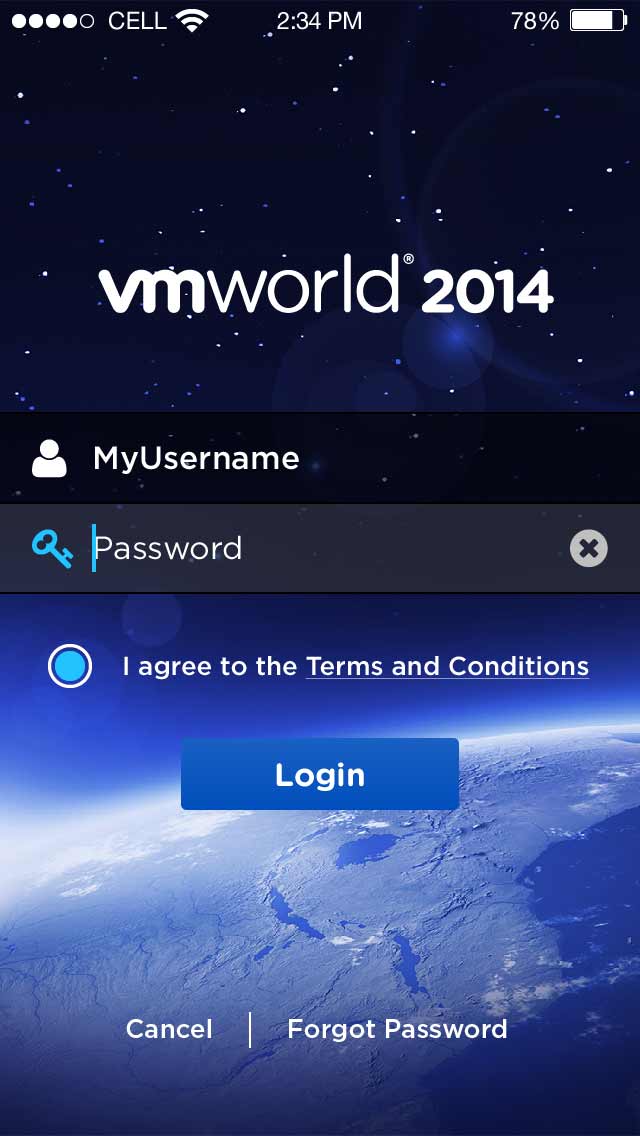 CELL 2:34 PM 78%
vmworld® 2014
MyUsername
Password
I agree to the Terms and Conditions
Login
Cancel | Forgot Password